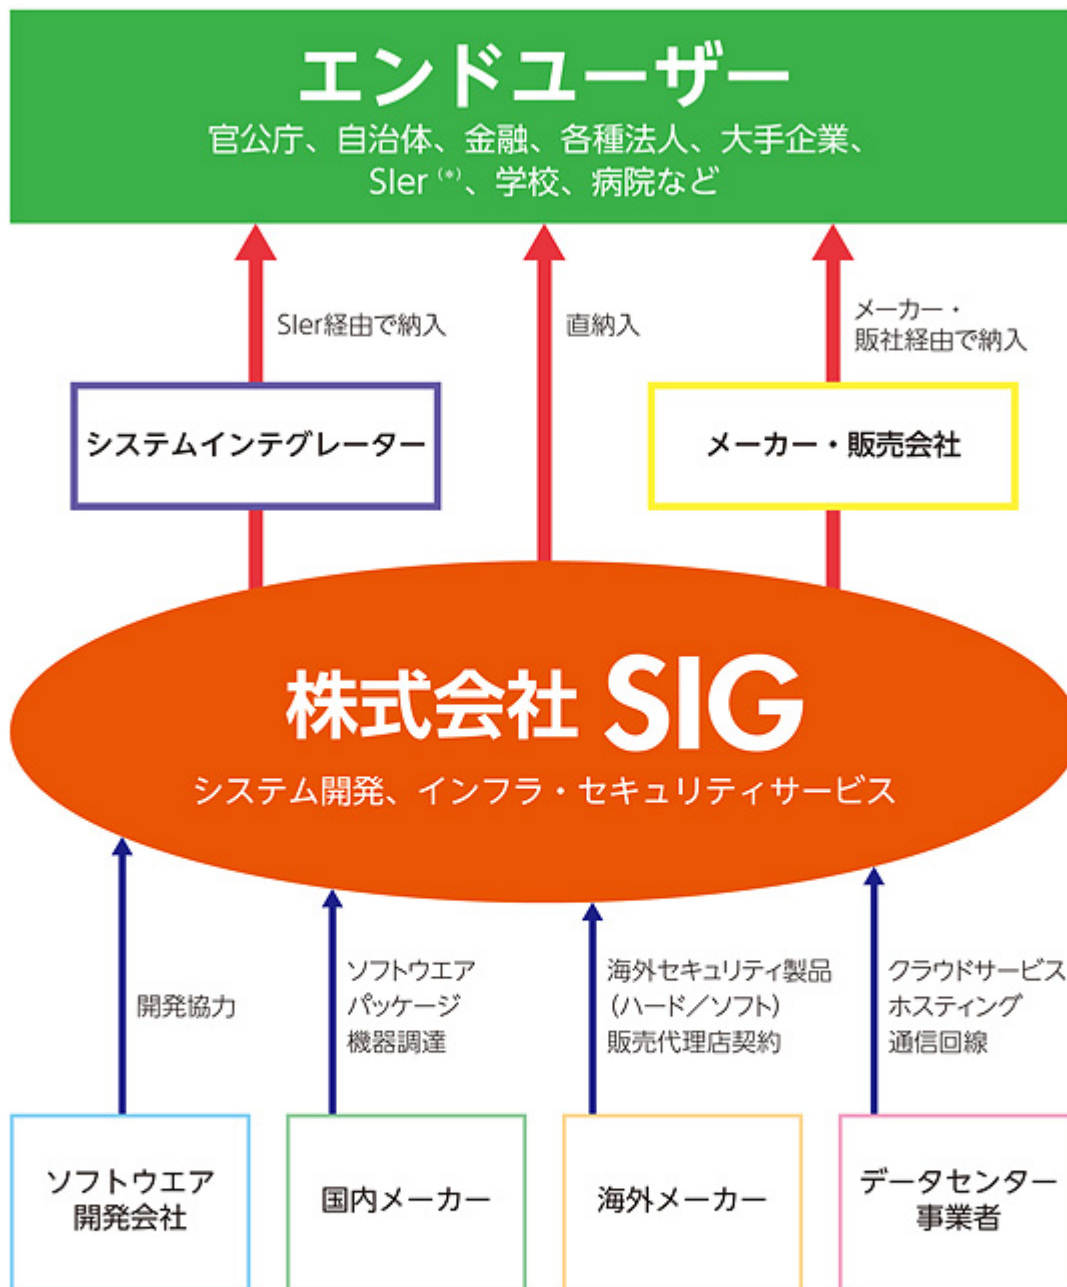 エンドユーザー
官公庁、自治体、金融、各種法人、大手企業、
SIer (*)、学校、病院など
SIer経由で納入
直納入
メーカー・
販社経由で納入
システムインテグレーター
メーカー・販売会社
株式会社 SIG
システム開発、インフラ・セキュリティサービス
開発協力
ソフトウエア
パッケージ
機器調達
海外セキュリティ製品
(ハード/ソフト)
販売代理店契約
クラウドサービス
ホスティング
通信回線
ソフトウエア
開発会社
国内メーカー
海外メーカー
データセンター
事業者